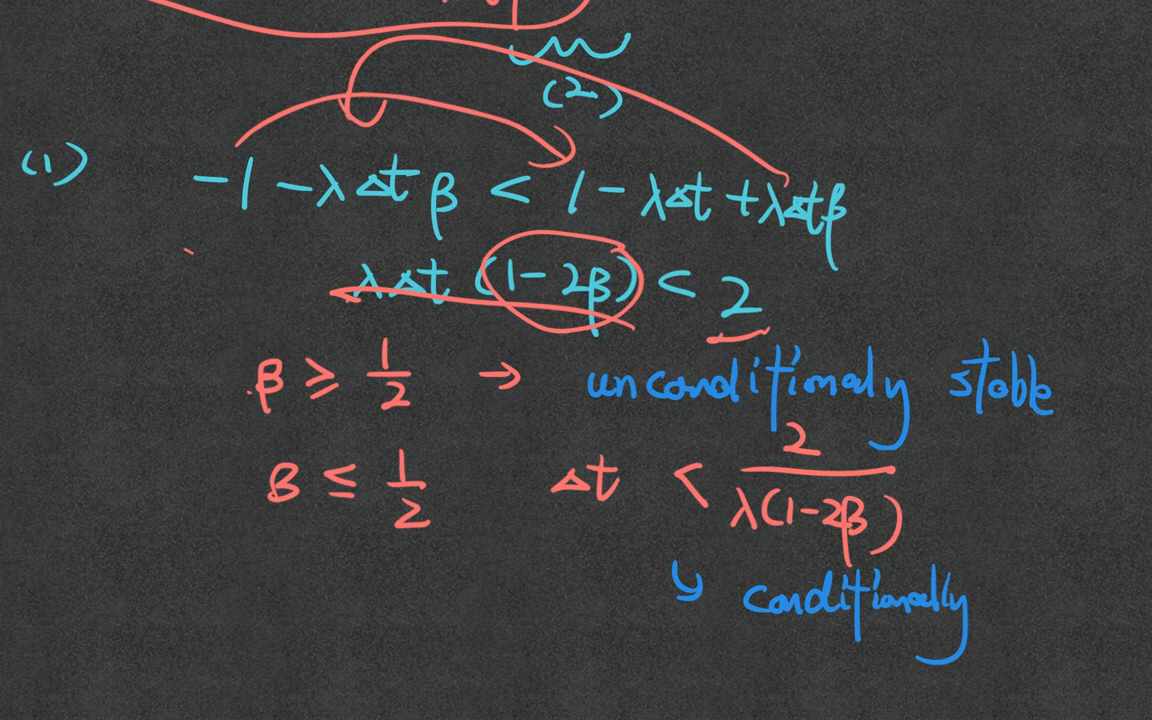 (2)
(1) -1 - λΔt β < 1 - λΔt + λΔtβ
λΔt (1 - 2β) < 2
β ≥ 1/2 → unconditionally stable
β ≤ 1/2 Δt < 2/λ(1-2β)
↳ conditionally